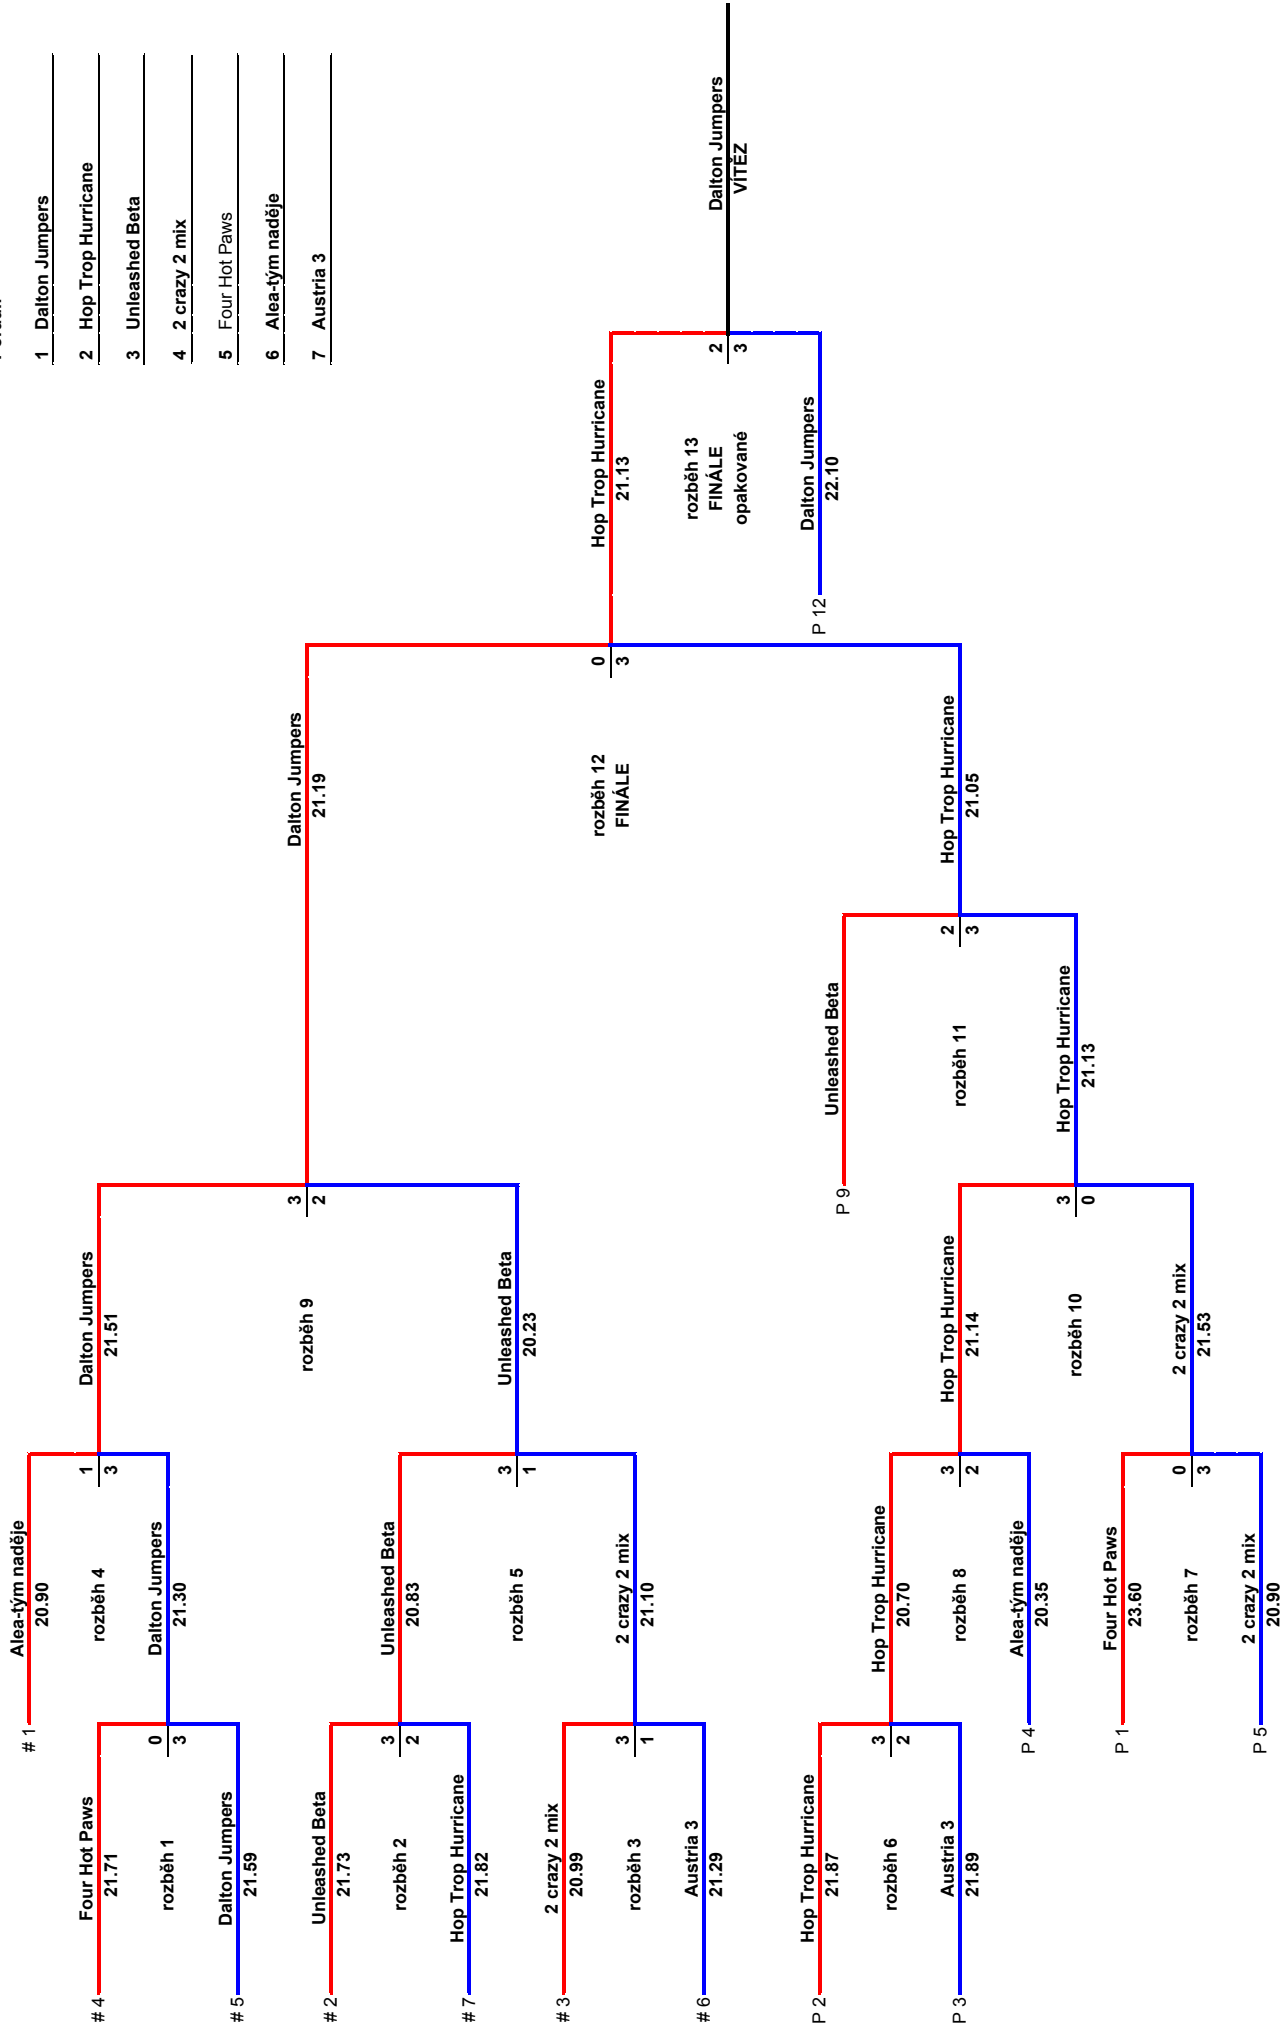 Dalton Jumpers
VÍTĚZ
1 Dalton Jumpers
2 Hop Trop Hurricane
3 Unleashed Beta
4 2 crazy 2 mix
5 Four Hot Paws
6 Alea-tým naděje
7 Austria 3
# 1
Alea-tým naděje
20.90
rozběh 4
1
3
Dalton Jumpers
21.30
# 4
Four Hot Paws
21.71
rozběh 1
0
3
Dalton Jumpers
21.59
# 5
Dalton Jumpers
21.51
rozběh 9
3
2
Unleashed Beta
20.23
# 2
Unleashed Beta
21.73
rozběh 2
3
2
Hop Trop Hurricane
21.82
# 7
Unleashed Beta
20.83
rozběh 5
3
1
2 crazy 2 mix
21.10
# 3
2 crazy 2 mix
20.99
rozběh 3
3
1
Austria 3
21.29
# 6
Dalton Jumpers
21.19
rozběh 12
FINÁLE
0
3
Hop Trop Hurricane
21.05
Hop Trop Hurricane
21.13
rozběh 13
FINÁLE
opakované
2
3
Dalton Jumpers
22.10
P 12
P 9
Unleashed Beta
rozběh 11
2
3
Hop Trop Hurricane
21.13
P 2
Hop Trop Hurricane
21.87
rozběh 6
3
2
Austria 3
21.89
P 3
Hop Trop Hurricane
20.70
rozběh 8
3
2
Alea-tým naděje
20.35
P 4
Hop Trop Hurricane
21.14
rozběh 10
3
0
2 crazy 2 mix
21.53
P 1
Four Hot Paws
23.60
rozběh 7
0
3
2 crazy 2 mix
20.90
P 5